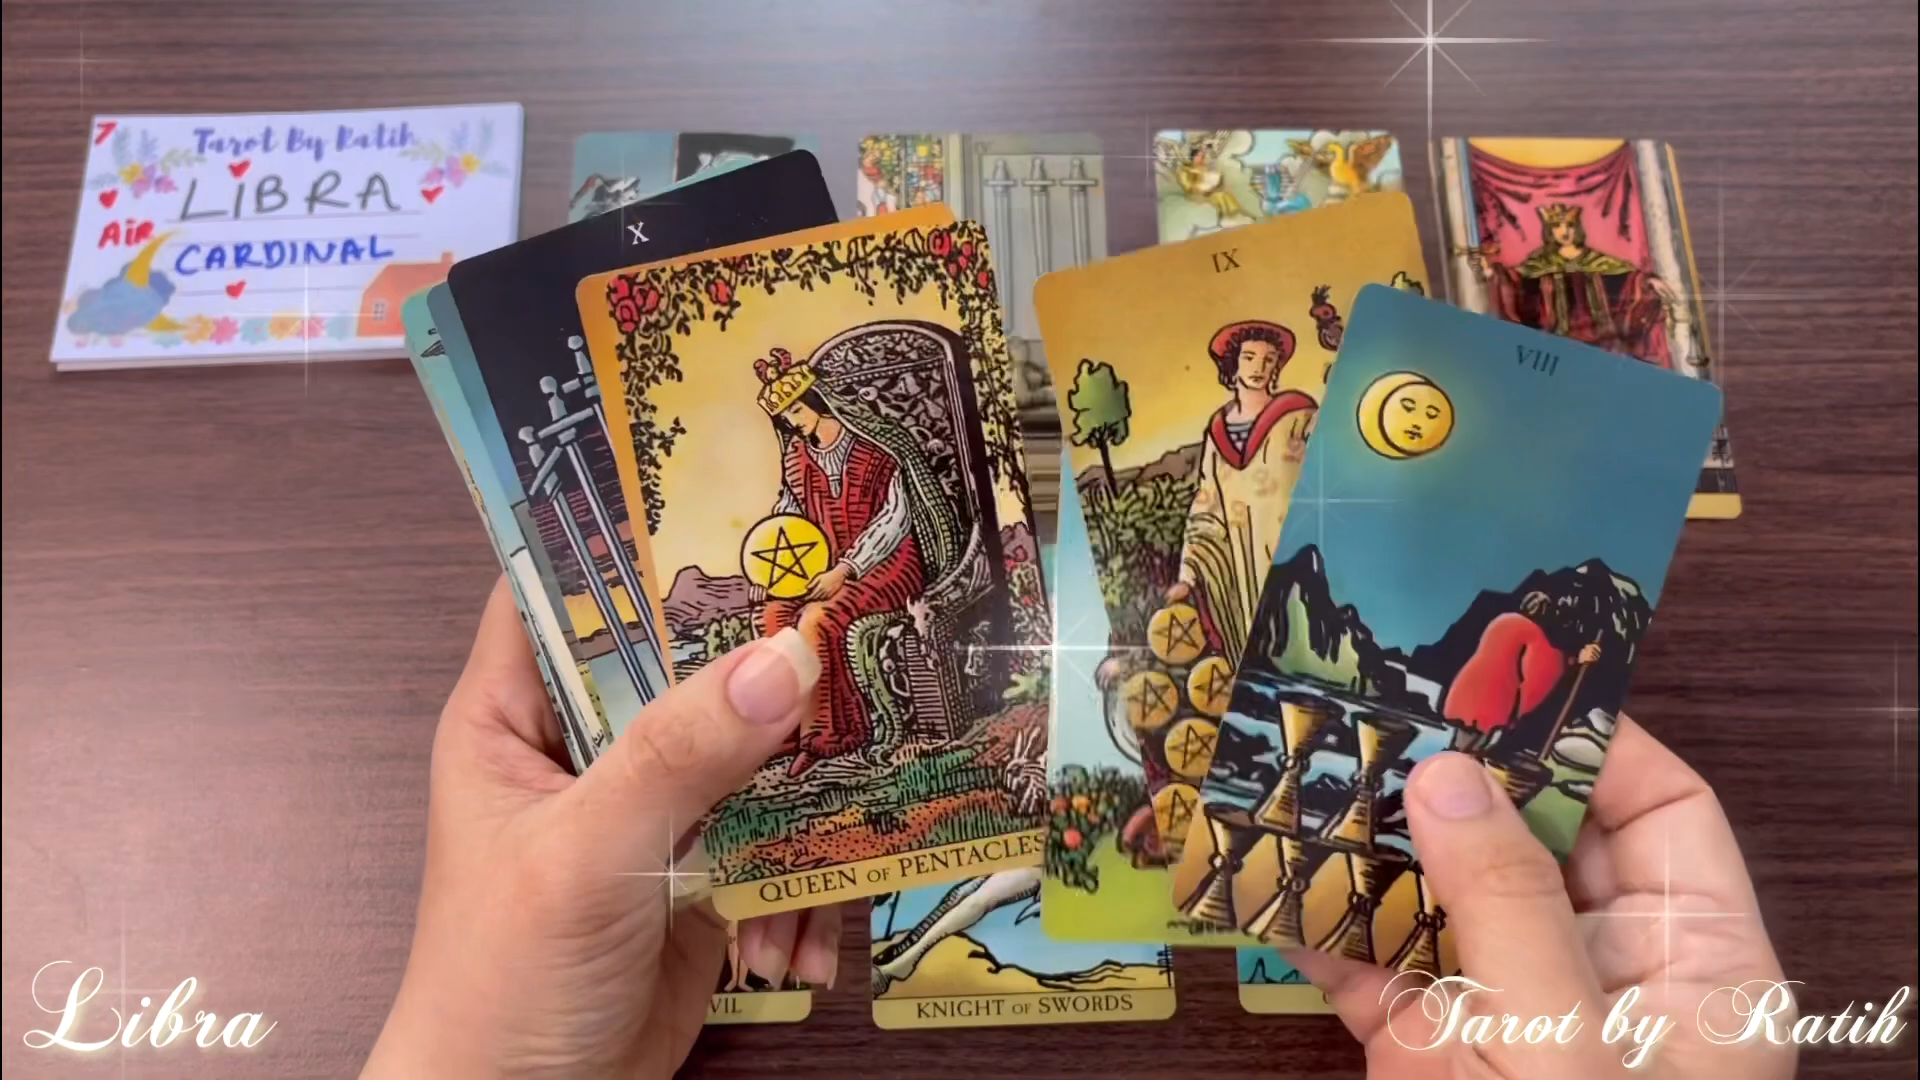 7
Tarot By Ratih
LIBRA
AiR
CARDINAL
X
IV
IX
VIII
QUEEN OF PENTACLES
VIL
KNIGHT OF SWORDS
Libra
Tarot by Ratih